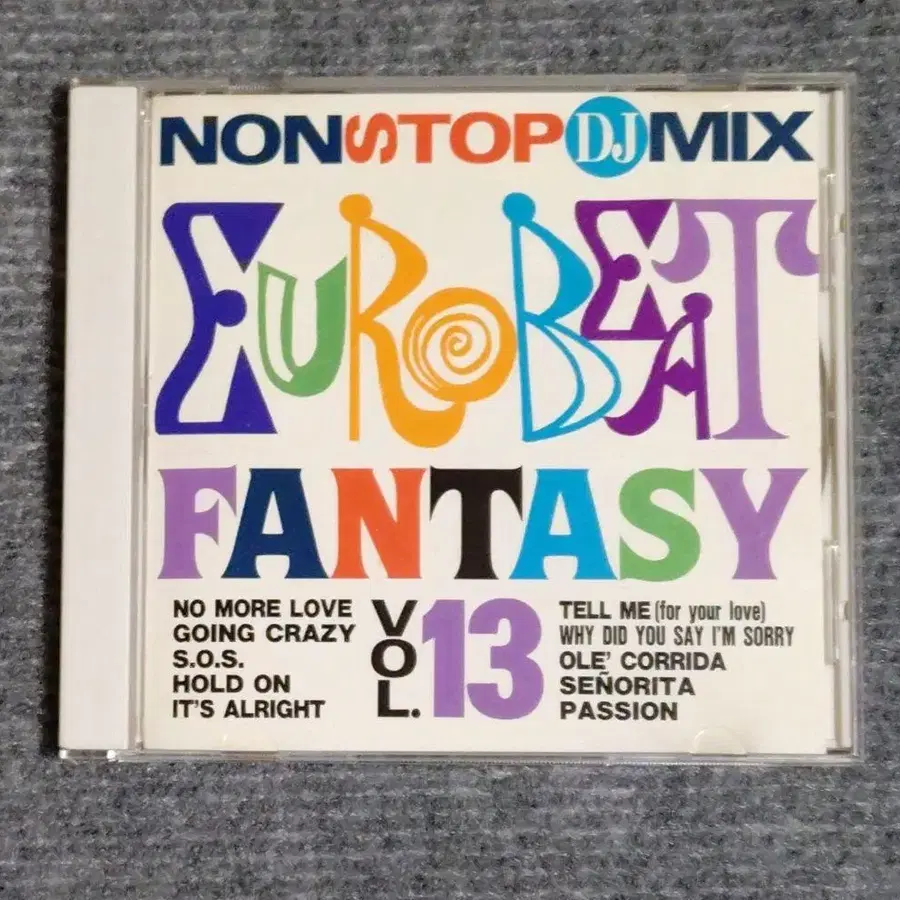 NONSTOP DJ MIX
EUROBEAT
FANTASY
NO MORE LOVE
GOING CRAZY
S.O.S.
HOLD ON
IT'S ALRIGHT
VOL. 13
TELL ME (for your love)
WHY DID YOU SAY I'M SORRY
OLE' CORRIDA
SEÑORITA
PASSION